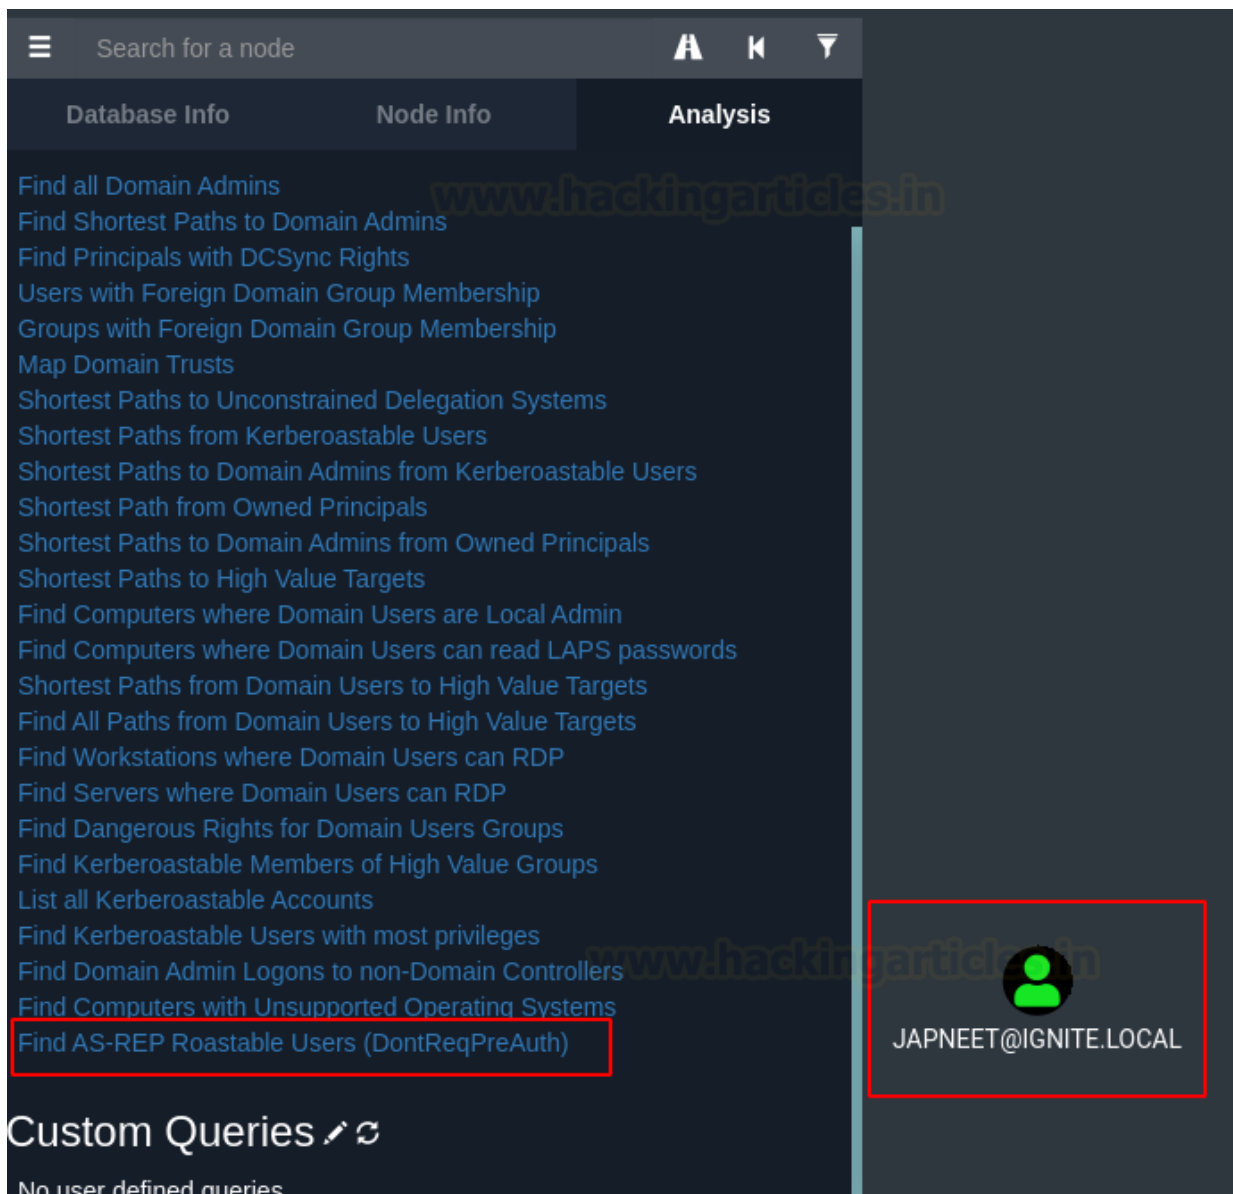 Search for a node
Database Info
Node Info
Analysis
www.hackingarticles.in
Find all Domain Admins
Find Shortest Paths to Domain Admins
Find Principals with DCSync Rights
Users with Foreign Domain Group Membership
Groups with Foreign Domain Group Membership
Map Domain Trusts
Shortest Paths to Unconstrained Delegation Systems
Shortest Paths from Kerberoastable Users
Shortest Paths to Domain Admins from Kerberoastable Users
Shortest Path from Owned Principals
Shortest Paths to Domain Admins from Owned Principals
Shortest Paths to High Value Targets
Find Computers where Domain Users are Local Admin
Find Computers where Domain Users can read LAPS passwords
Shortest Paths from Domain Users to High Value Targets
Find All Paths from Domain Users to High Value Targets
Find Workstations where Domain Users can RDP
Find Servers where Domain Users can RDP
Find Dangerous Rights for Domain Users Groups
Find Kerberoastable Members of High Value Groups
List all Kerberoastable Accounts
Find Kerberoastable Users with most privileges
Find Domain Admin Logons to non-Domain Controllers
www.hackingarticles.in
Find Computers with Unsupported Operating Systems
Find AS-REP Roastable Users (DontReqPreAuth)
JAPNEET@IGNITE.LOCAL
Custom Queries
No user defined queries